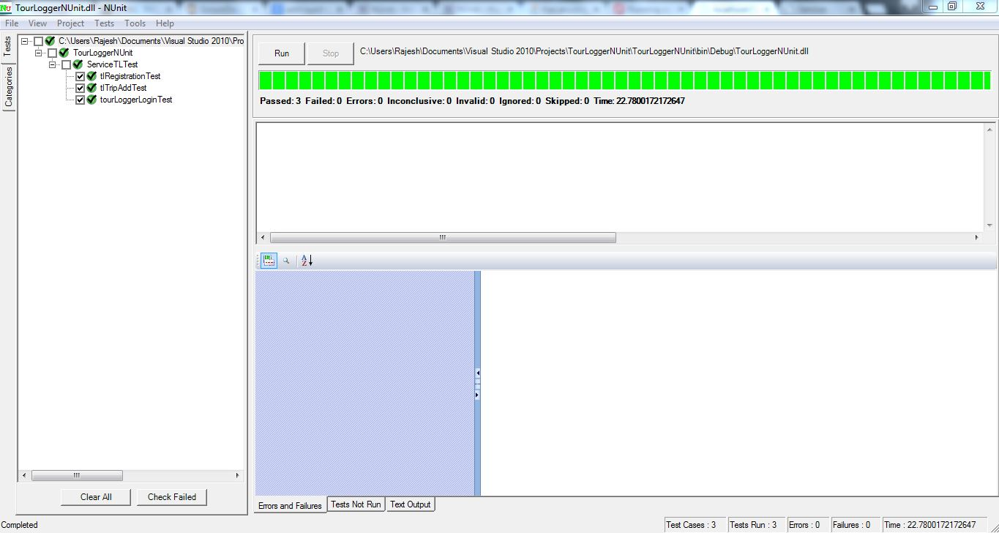 TourLoggerNUnit.dll - NUnit
File View Project Tests Tools Help
Tests
Categories
C:\Users\Rajesh\Documents\Visual Studio 2010\Pro
TourLoggerNUnit
ServiceTLTest
tlRegistrationTest
tlTripAddTest
tourLoggerLoginTest
Clear All
Check Failed
Run
Stop
C:\Users\Rajesh\Documents\Visual Studio 2010\Projects\TourLoggerNUnit\TourLoggerNUnit\bin\Debug\TourLoggerNUnit.dll
Passed: 3 Failed: 0 Errors: 0 Inconclusive: 0 Invalid: 0 Ignored: 0 Skipped: 0 Time: 22.7800172172647
Errors and Failures
Tests Not Run
Text Output
Completed
Test Cases : 3
Tests Run : 3
Errors : 0
Failures : 0
Time : 22.7800172172647